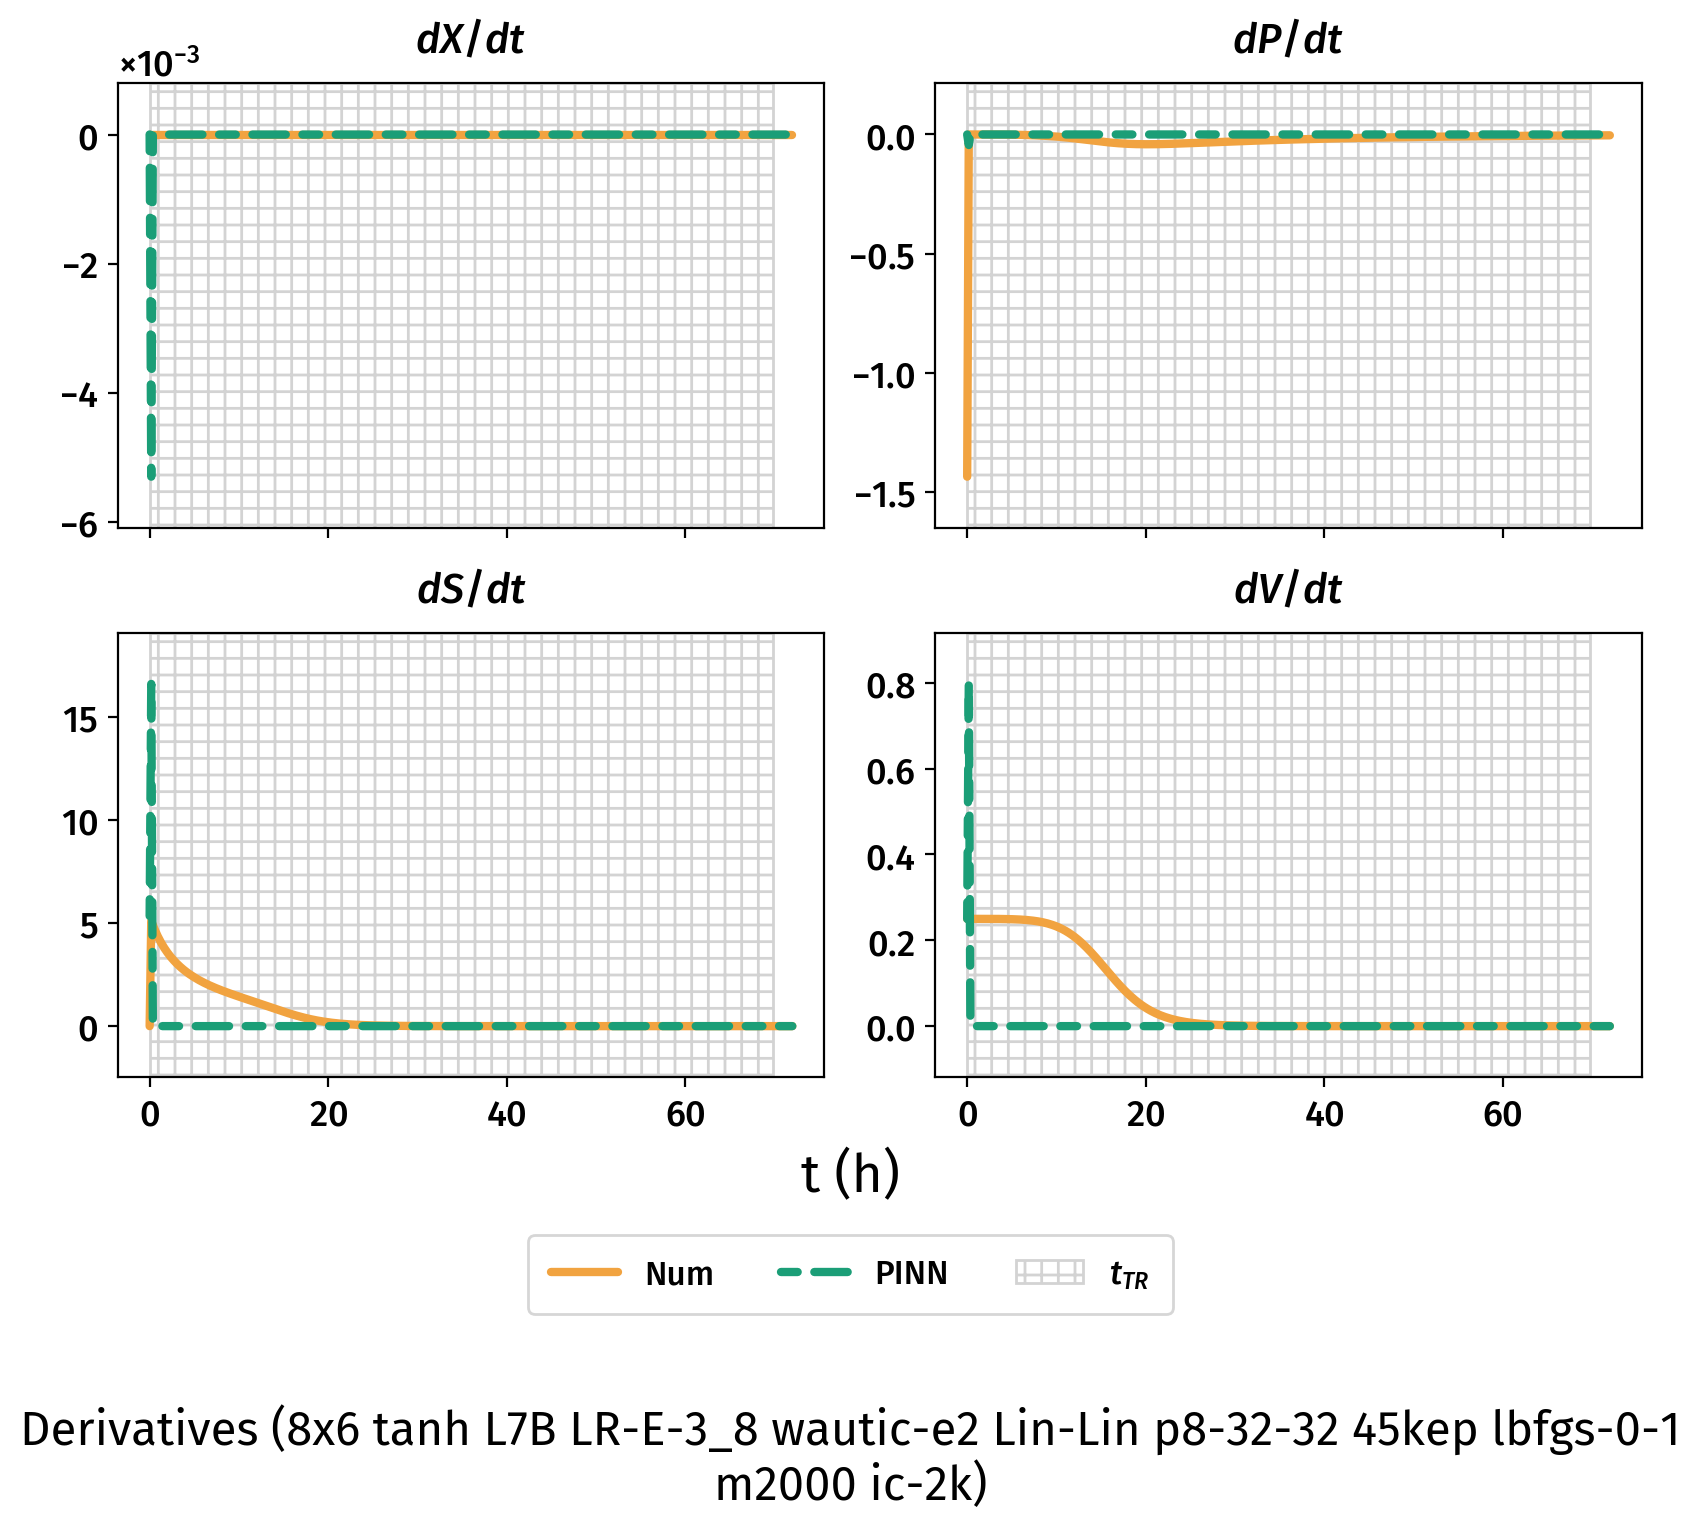 dX/dt
dP/dt
×10⁻³
0
−2
−4
−6
0.0
−0.5
−1.0
−1.5
dS/dt
dV/dt
15
10
5
0
0.8
0.6
0.4
0.2
0.0
0 20 40 60
0 20 40 60
t (h)
Num PINN t_TR
Derivatives (8x6 tanh L7B LR-E-3_8 wautic-e2 Lin-Lin p8-32-32 45kep lbfgs-0-1
m2000 ic-2k)